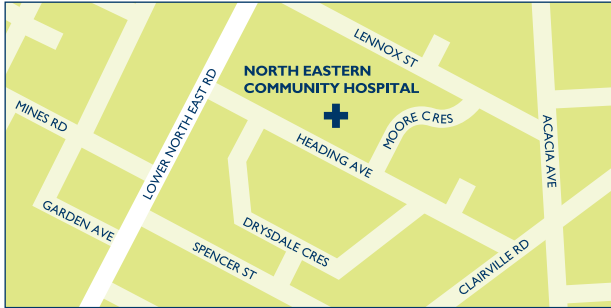 LENNOX ST
NORTH EASTERN
COMMUNITY HOSPITAL
LOWER NORTH EAST RD
MINES RD
MOORE CRES
ACACIA AVE
HEADING AVE
GARDEN AVE
DRYSDALE CRES
SPENCER ST
CLAIRVILLE RD